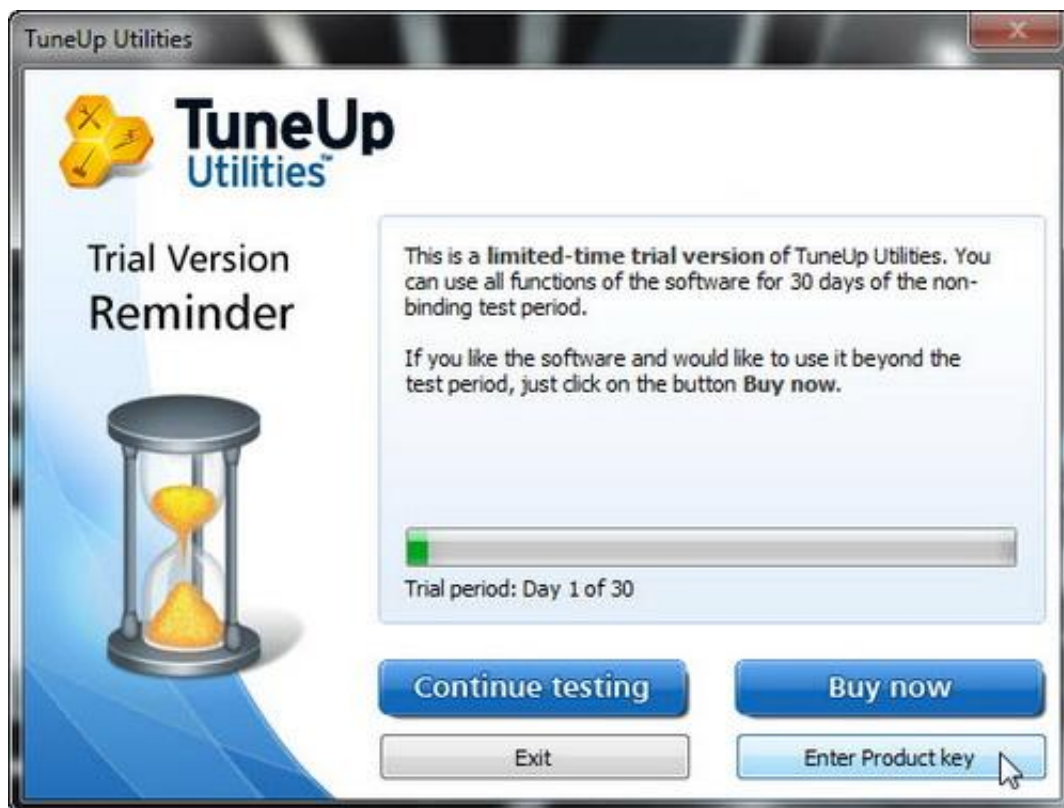 TuneUp Utilities
TuneUp
Utilities™
Trial Version
Reminder
This is a limited-time trial version of TuneUp Utilities. You
can use all functions of the software for 30 days of the non-
binding test period.
If you like the software and would like to use it beyond the
test period, just click on the button Buy now.
Trial period: Day 1 of 30
Continue testing
Buy now
Exit
Enter Product key